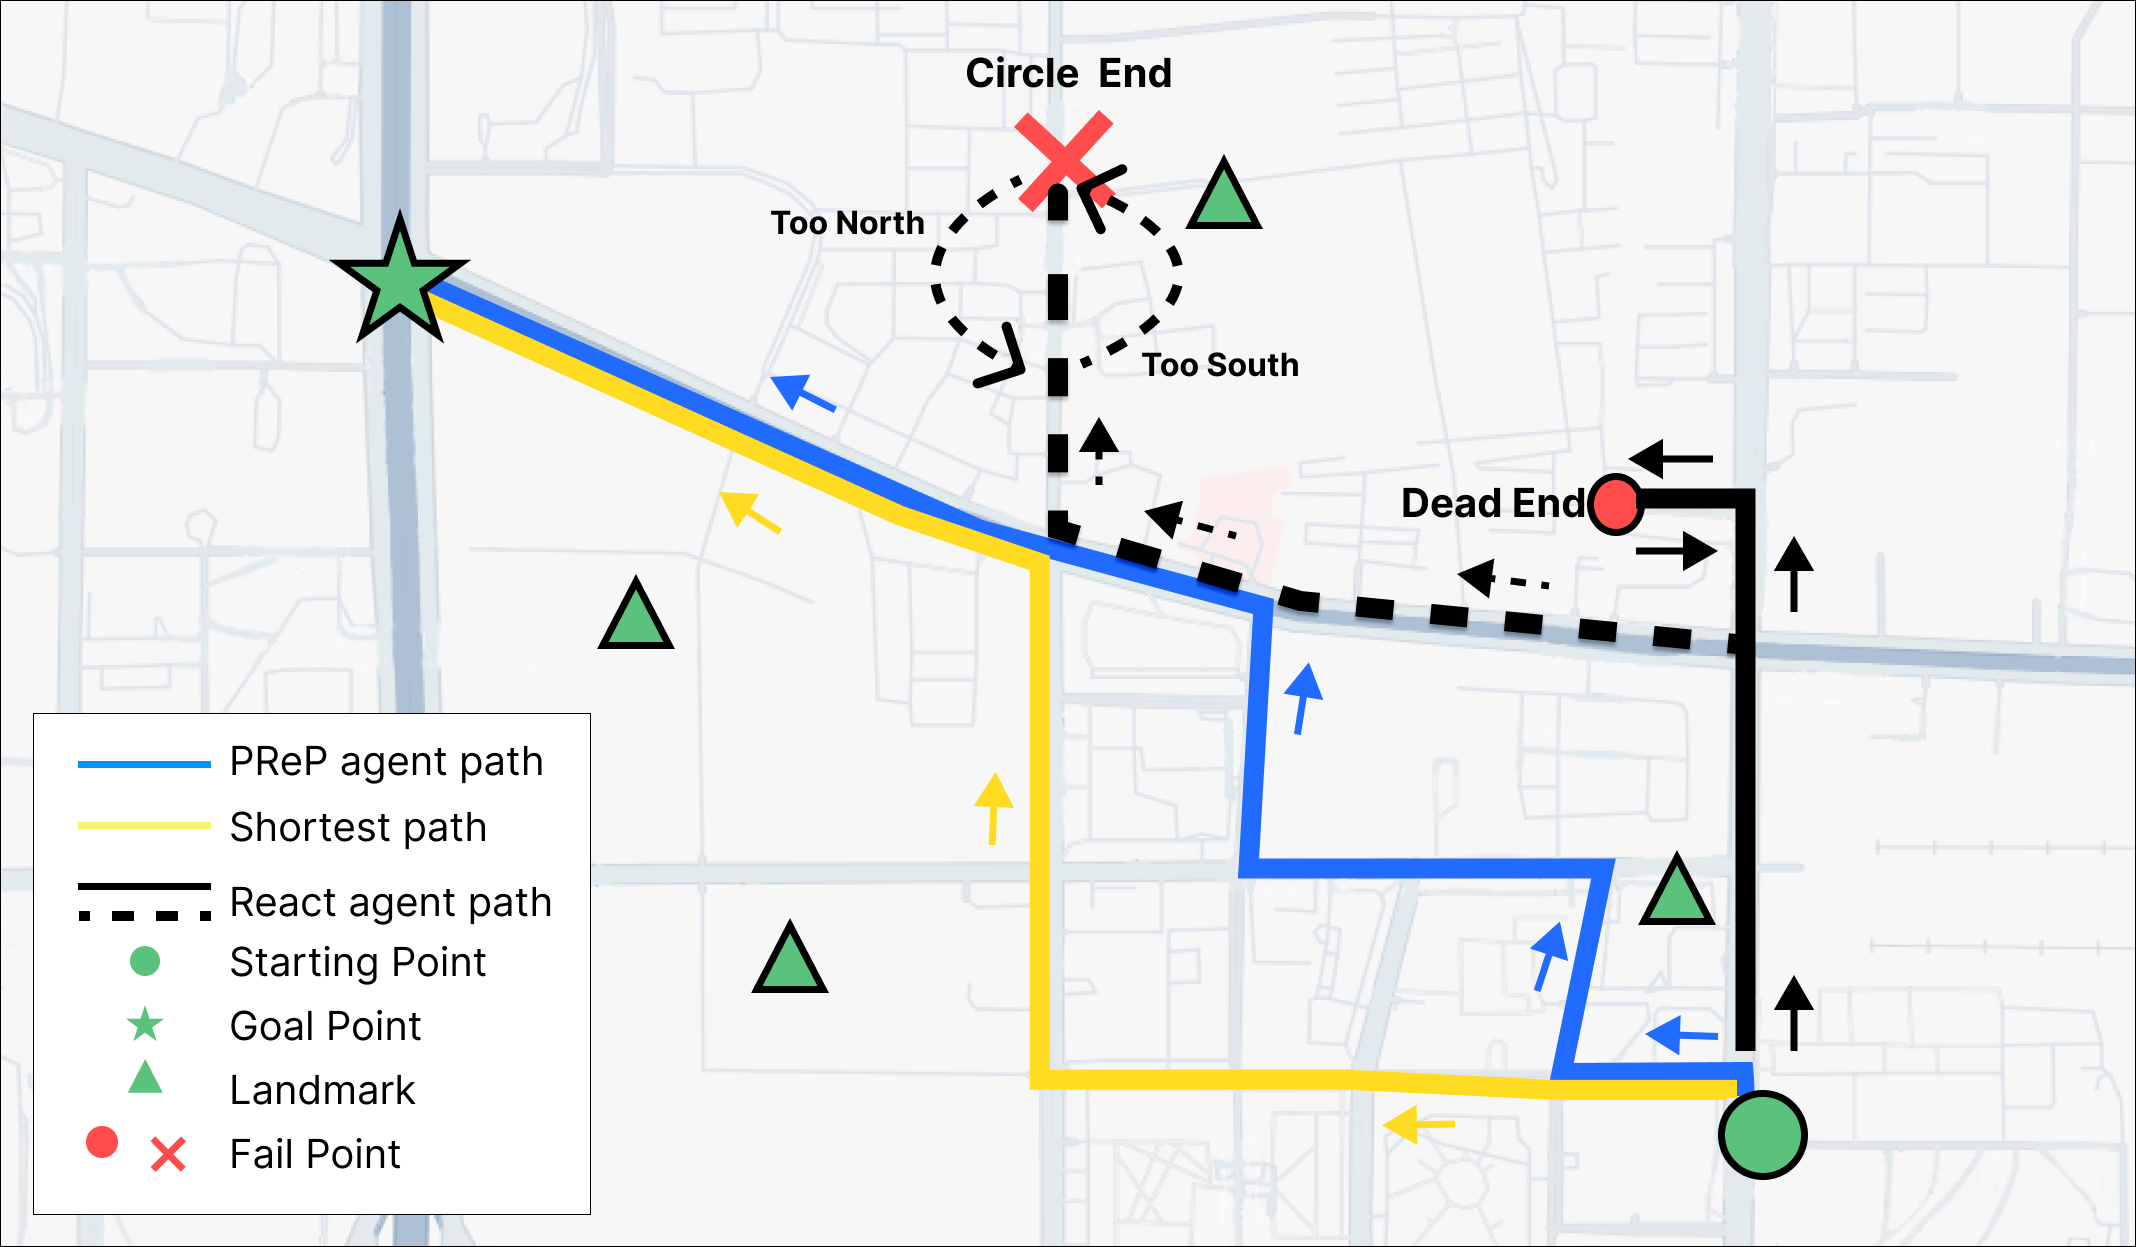 Circle End
Too North
Too South
Dead End
PReP agent path
Shortest path
React agent path
Starting Point
Goal Point
Landmark
Fail Point